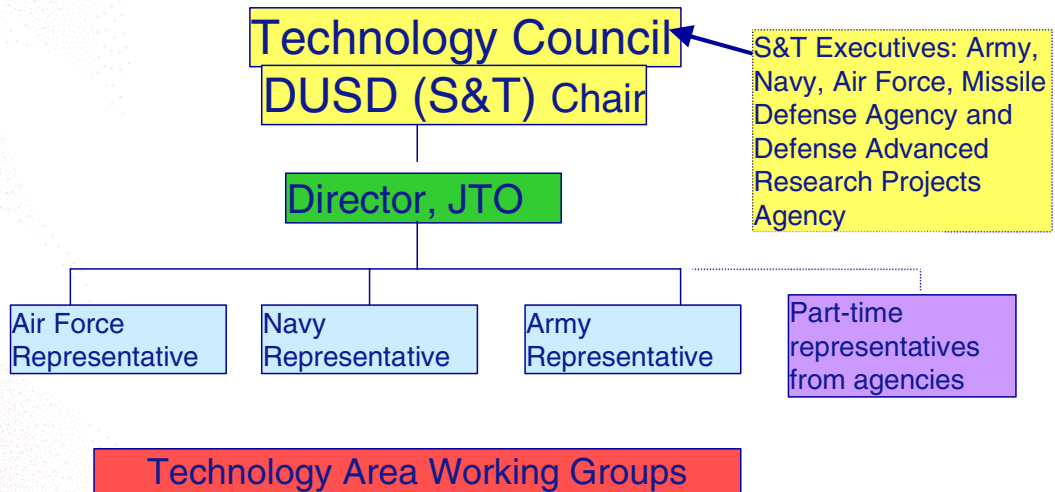 Technology Council
DUSD (S&T) Chair
S&T Executives: Army,
Navy, Air Force, Missile
Defense Agency and
Defense Advanced
Research Projects
Agency
Director, JTO
Air Force
Representative
Navy
Representative
Army
Representative
Part-time
representatives
from agencies
Technology Area Working Groups